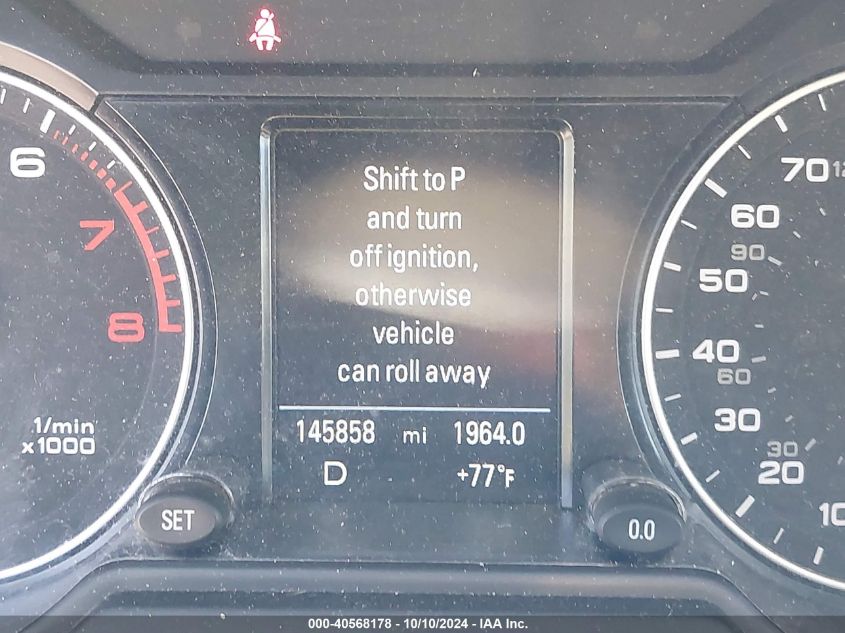 6
7
8
1/min
x1000
Shift to P
and turn
off ignition,
otherwise
vehicle
can roll away
145858 mi 1964.0
D +77°F
SET
0.0
70
60
90
50
40
60
30
30
20
000-40568178 - 10/10/2024 - IAA Inc.